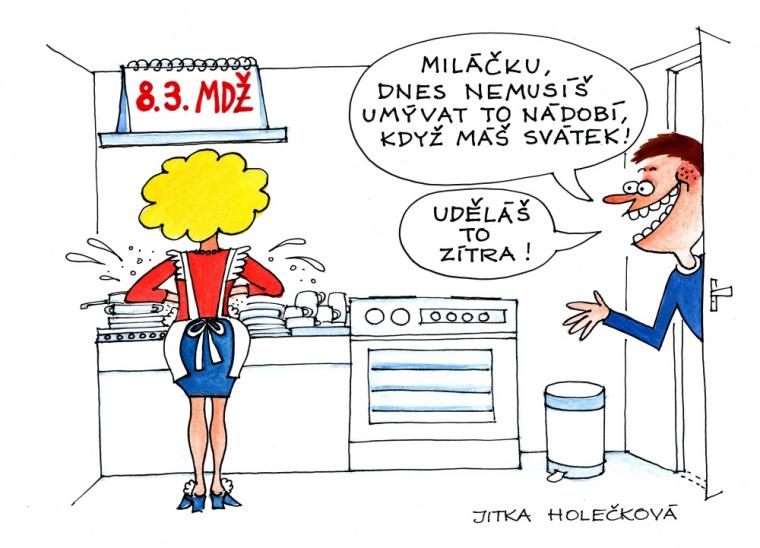 8.3. MDŽ
MILÁČKU,
DNES NEMUSÍŠ
UMÝVAT TO NÁDOBÍ,
KDYŽ MÁŠ SVÁTEK!
UDĚLÁŠ
TO
ZÍTRA!
JITKA HOLEČKOVÁ